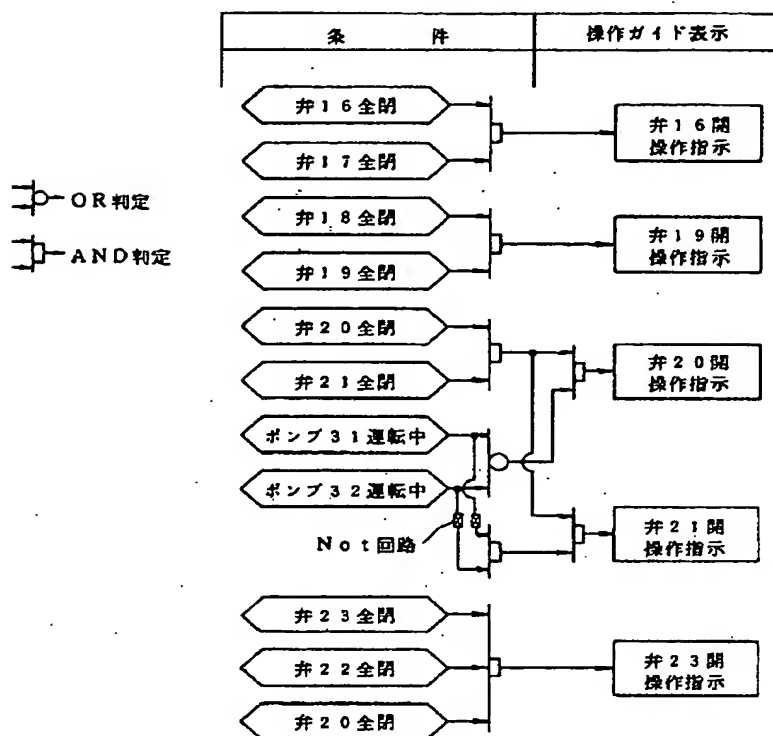 条件
操作ガイド表示
弁16全閉
弁17全閉
弁16開
操作指示
OR判定
AND判定
弁18全閉
弁19全閉
弁19開
操作指示
弁20全閉
弁21全閉
弁20開
操作指示
ポンプ31運転中
ポンプ32運転中
Not回路
弁21開
操作指示
弁23全閉
弁22全閉
弁20全閉
弁23開
操作指示